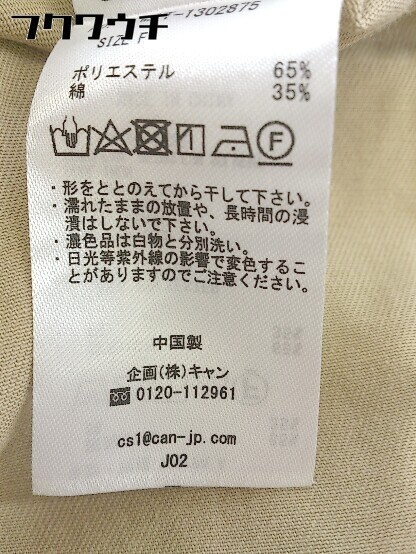 フクウクウチ
-1302875
SIZE F
ポリエステル 65%
綿 35%
F
・形をととのえてから干して下さい。
・濡れたままの放置や、長時間の浸
漬はしないで下さい。
・濃色品は白物と分別洗い。
・日光等紫外線の影響で変色するこ
とがありますのでご注意ください。
中国製
企画(株)キャン
0120-112961
cs1@can-jp.com
J02